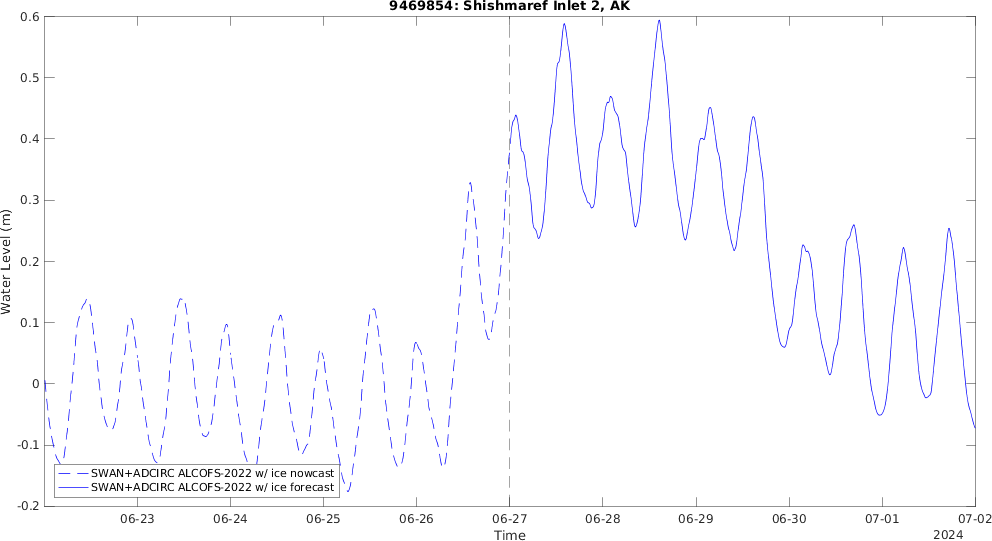 9469854: Shishmaref Inlet 2, AK
Water Level (m)
0.6
0.5
0.4
0.3
0.2
0.1
0
-0.1
-0.2
SWAN+ADCIRC ALCOFS-2022 w/ ice nowcast
SWAN+ADCIRC ALCOFS-2022 w/ ice forecast
06-23 06-24 06-25 06-26 06-27 06-28 06-29 06-30 07-01 07-02
Time
2024